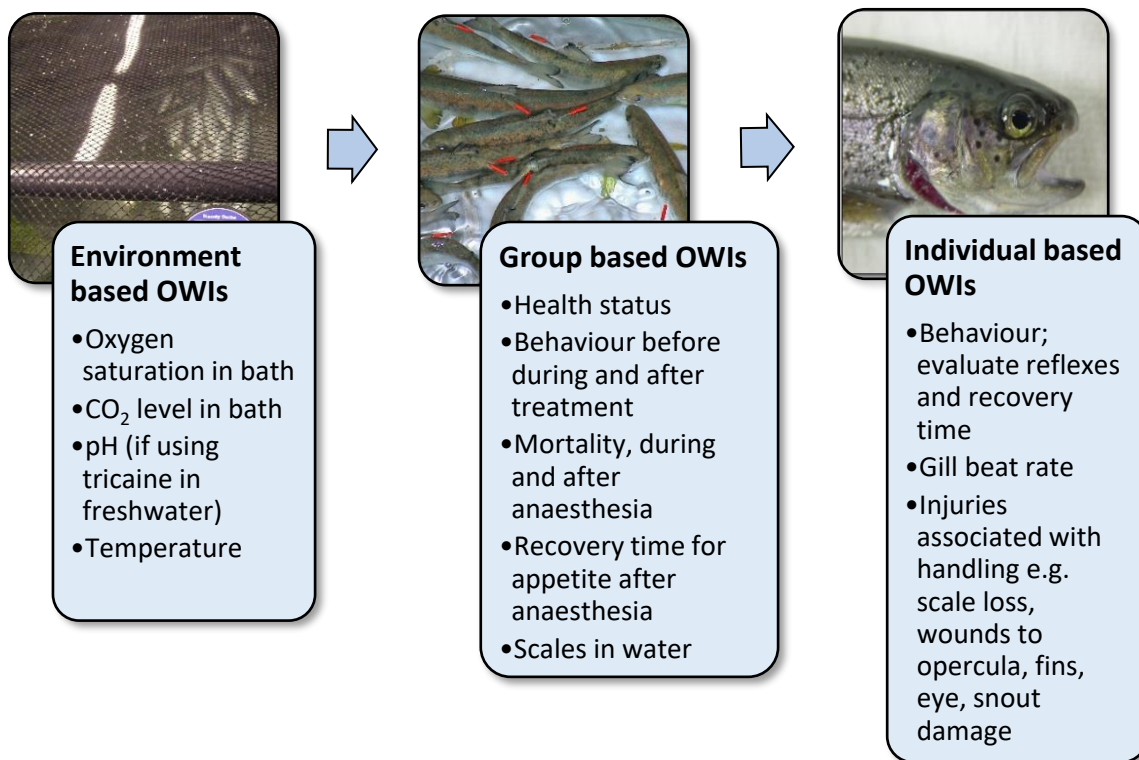 Environment
based OWIs
•Oxygen
saturation in bath
•CO₂ level in bath
•pH (if using
tricaine in
freshwater)
•Temperature
Group based OWIs
•Health status
•Behaviour before
during and after
treatment
•Mortality, during
and after
anaesthesia
•Recovery time for
appetite after
anaesthesia
•Scales in water
Individual based
OWIs
•Behaviour;
evaluate reflexes
and recovery
time
•Gill beat rate
•Injuries
associated with
handling e.g.
scale loss,
wounds to
opercula, fins,
eye, snout
damage